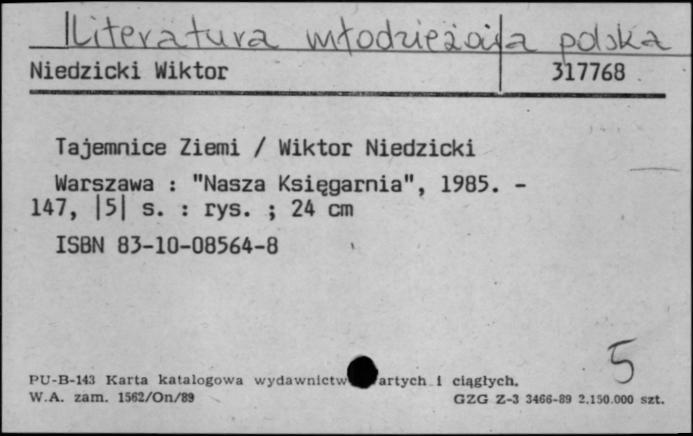 Literatura młodzieżowa polska
Niedzicki Wiktor 317768
Tajemnice Ziemi / Wiktor Niedzicki
Warszawa : "Nasza Księgarnia", 1985. -
147, |5| s. : rys. ; 24 cm
ISBN 83-10-08564-8
5
PU-B-143 Karta katalogowa wydawnictw artych i ciągłych.
W.A. zam. 1562/On/89 GZG Z-3 3466-89 2.150.000 szt.